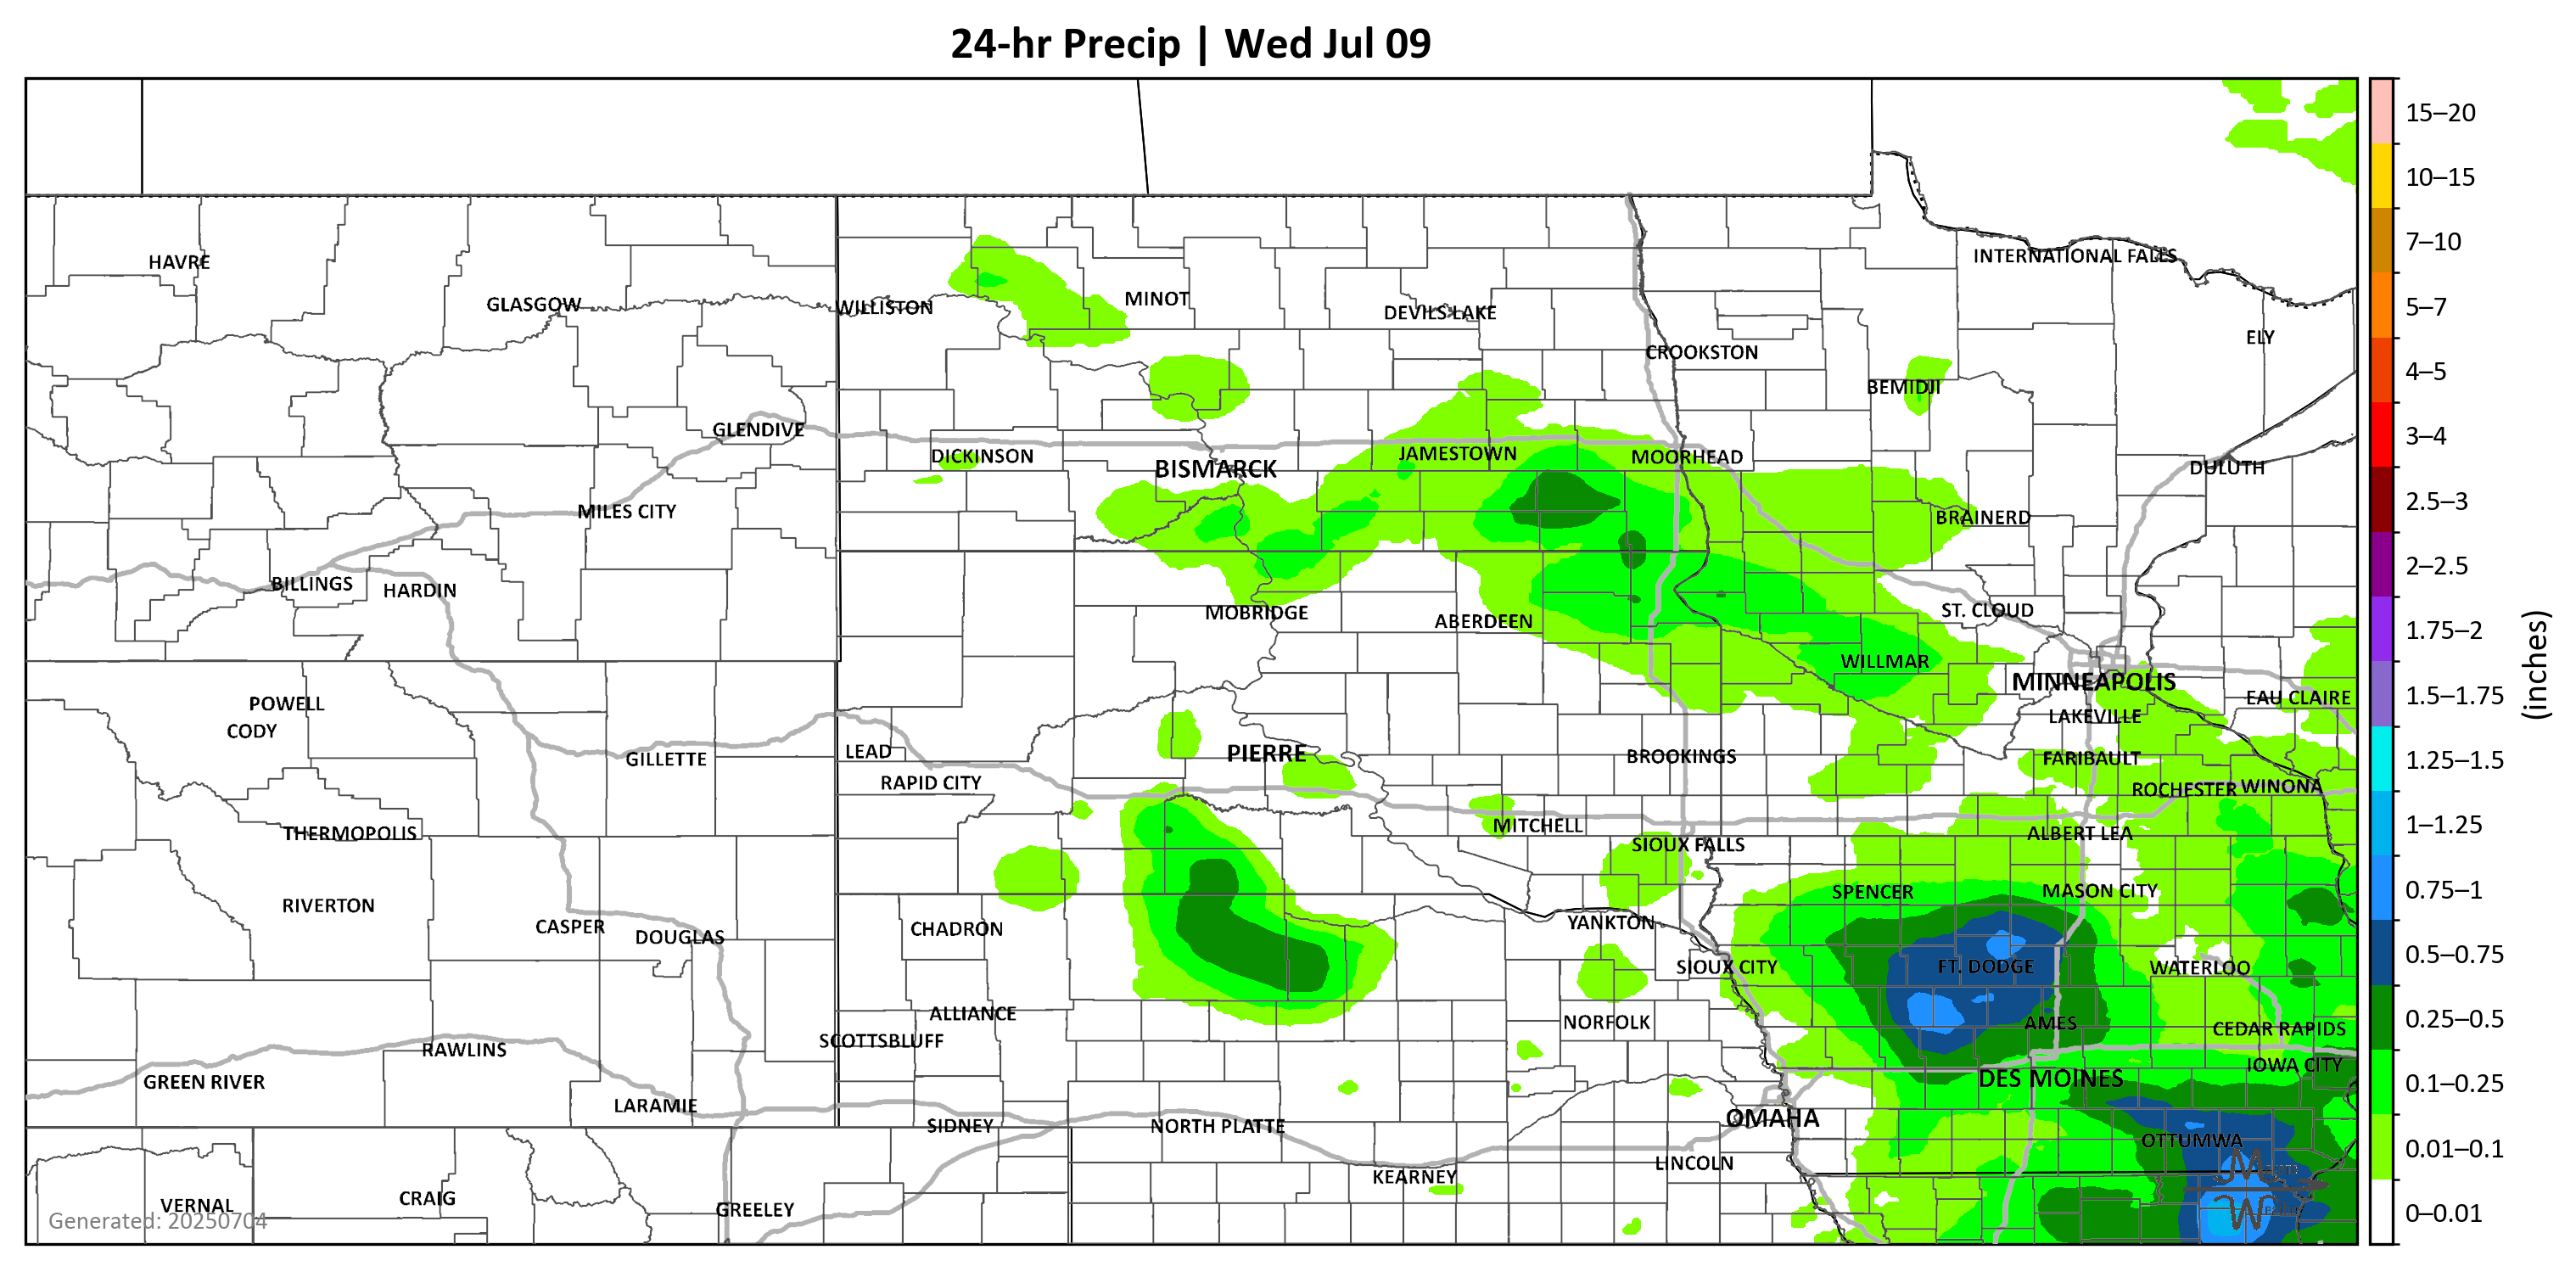 24-hr Precip | Wed Jul 09
15–20
10–15
7–10
5–7
4–5
3–4
2.5–3
2–2.5
1.75–2
1.5–1.75
1.25–1.5
1–1.25
0.75–1
0.5–0.75
0.25–0.5
0.1–0.25
0.01–0.1
0–0.01
(inches)
HAVRE
INTERNATIONAL FALLS
GLASGOW
WILLISTON
MINOT
DEVILS LAKE
ELY
CROOKSTON
BEMIDJI
GLENDIVE
DICKINSON
BISMARCK
JAMESTOWN
MOORHEAD
DULUTH
MILES CITY
BRAINERD
BILLINGS
HARDIN
MOBRIDGE
ABERDEEN
ST. CLOUD
WILLMAR
MINNEAPOLIS
EAU CLAIRE
POWELL
CODY
LAKEVILLE
GILLETTE
LEAD
RAPID CITY
PIERRE
BROOKINGS
FARIBAULT
ROCHESTER
WINONA
THERMOPOLIS
MITCHELL
SIOUX FALLS
ALBERT LEA
RIVERTON
SPENCER
MASON CITY
CASPER
DOUGLAS
CHADRON
YANKTON
SIOUX CITY
FT. DODGE
WATERLOO
ALLIANCE
SCOTTSBLUFF
NORFOLK
AMES
CEDAR RAPIDS
RAWLINS
IOWA CITY
GREEN RIVER
LARAMIE
DES MOINES
SIDNEY
NORTH PLATTE
OMAHA
OTTUMWA
LINCOLN
KEARNEY
VERNAL
CRAIG
GREELEY
Generated: 20250704